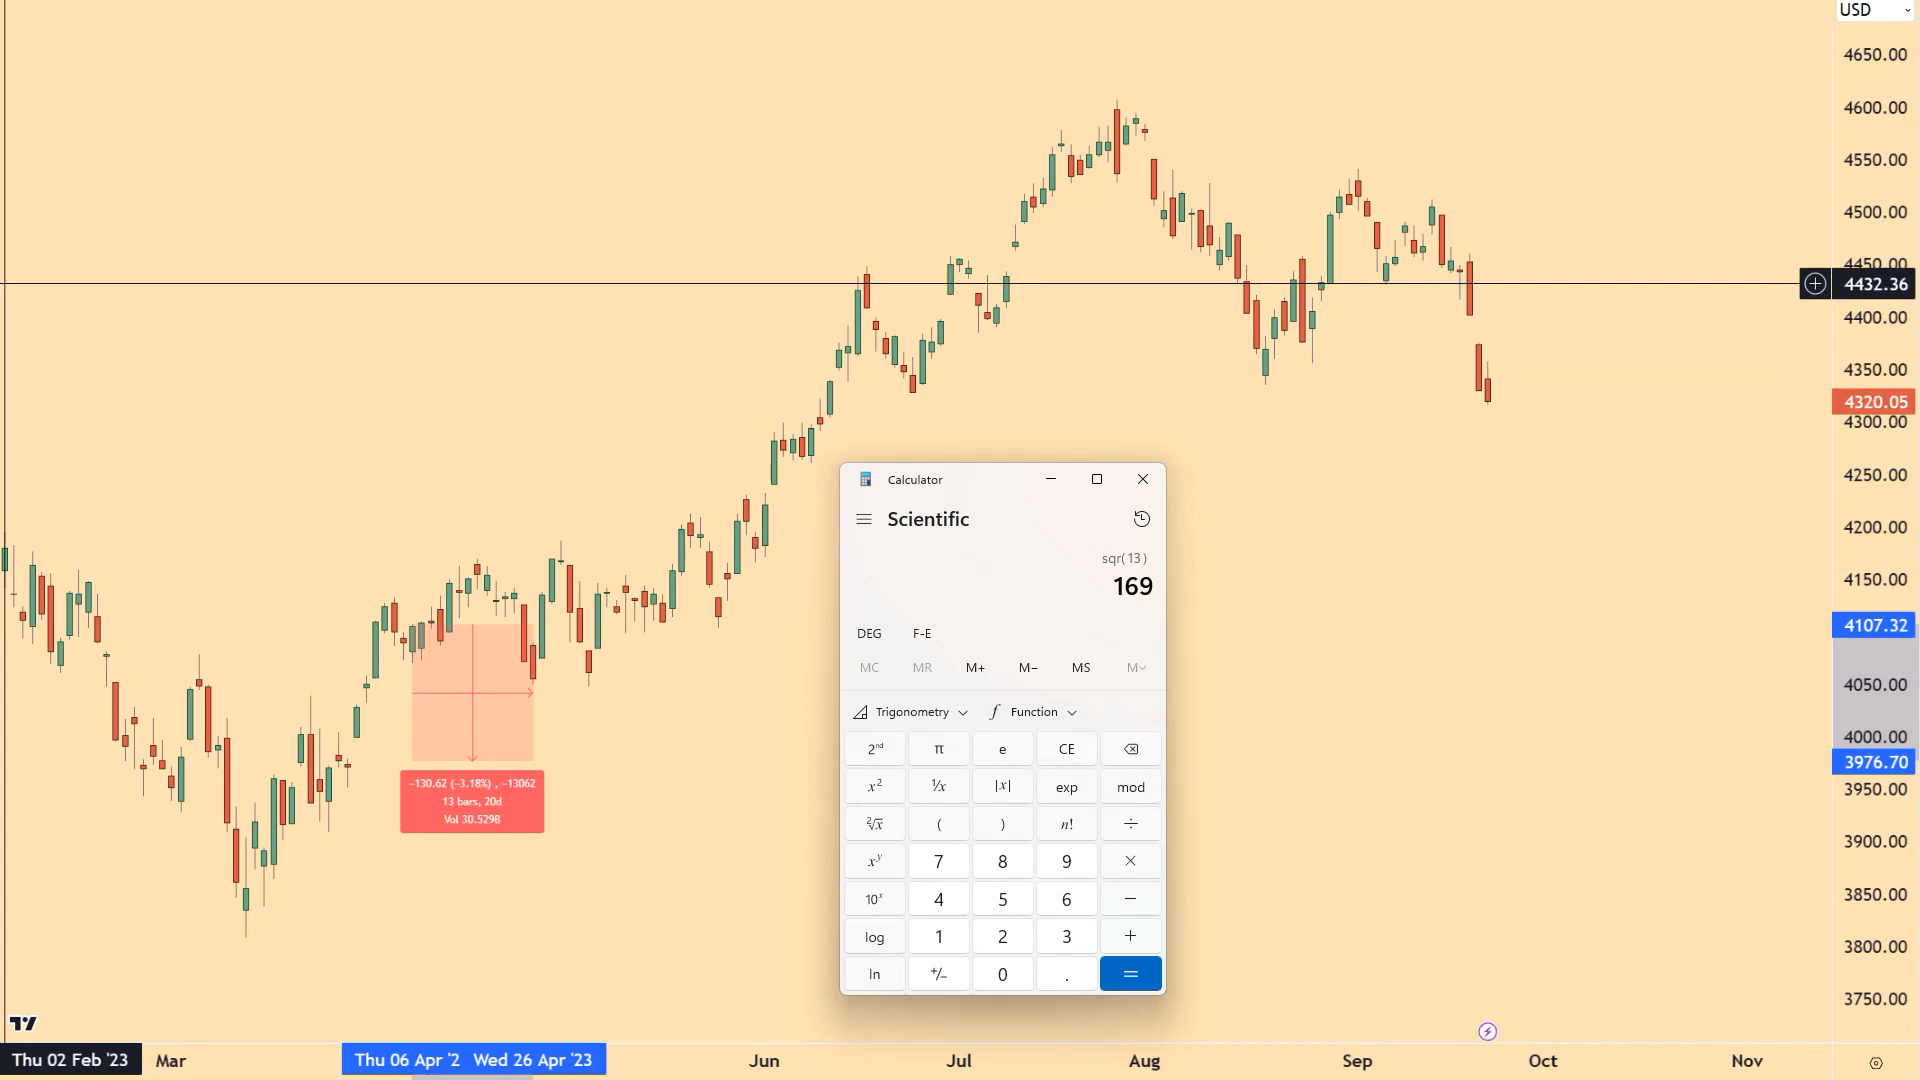 USD
4650.00
4600.00
4550.00
4500.00
4450.00
4432.36
4400.00
4350.00
4320.05
4300.00
4250.00
4200.00
4150.00
4107.32
4050.00
4000.00
3976.70
3950.00
3900.00
3850.00
3800.00
3750.00
−130.62 (−3.18%) , −13062
13 bars, 20d
Vol 30.529B
Calculator
Scientific
sqr(13)
169
DEG F-E
MC MR M+ M− MS M
Trigonometry f Function
2nd π e CE
x² ¹/x |x| exp mod
²√x ( ) n! ÷
xʸ 7 8 9 ×
10ˣ 4 5 6 −
log 1 2 3 +
ln +/− 0 . =
Thu 02 Feb '23 Mar Thu 06 Apr '2 Wed 26 Apr '23 Jun Jul Aug Sep Oct Nov